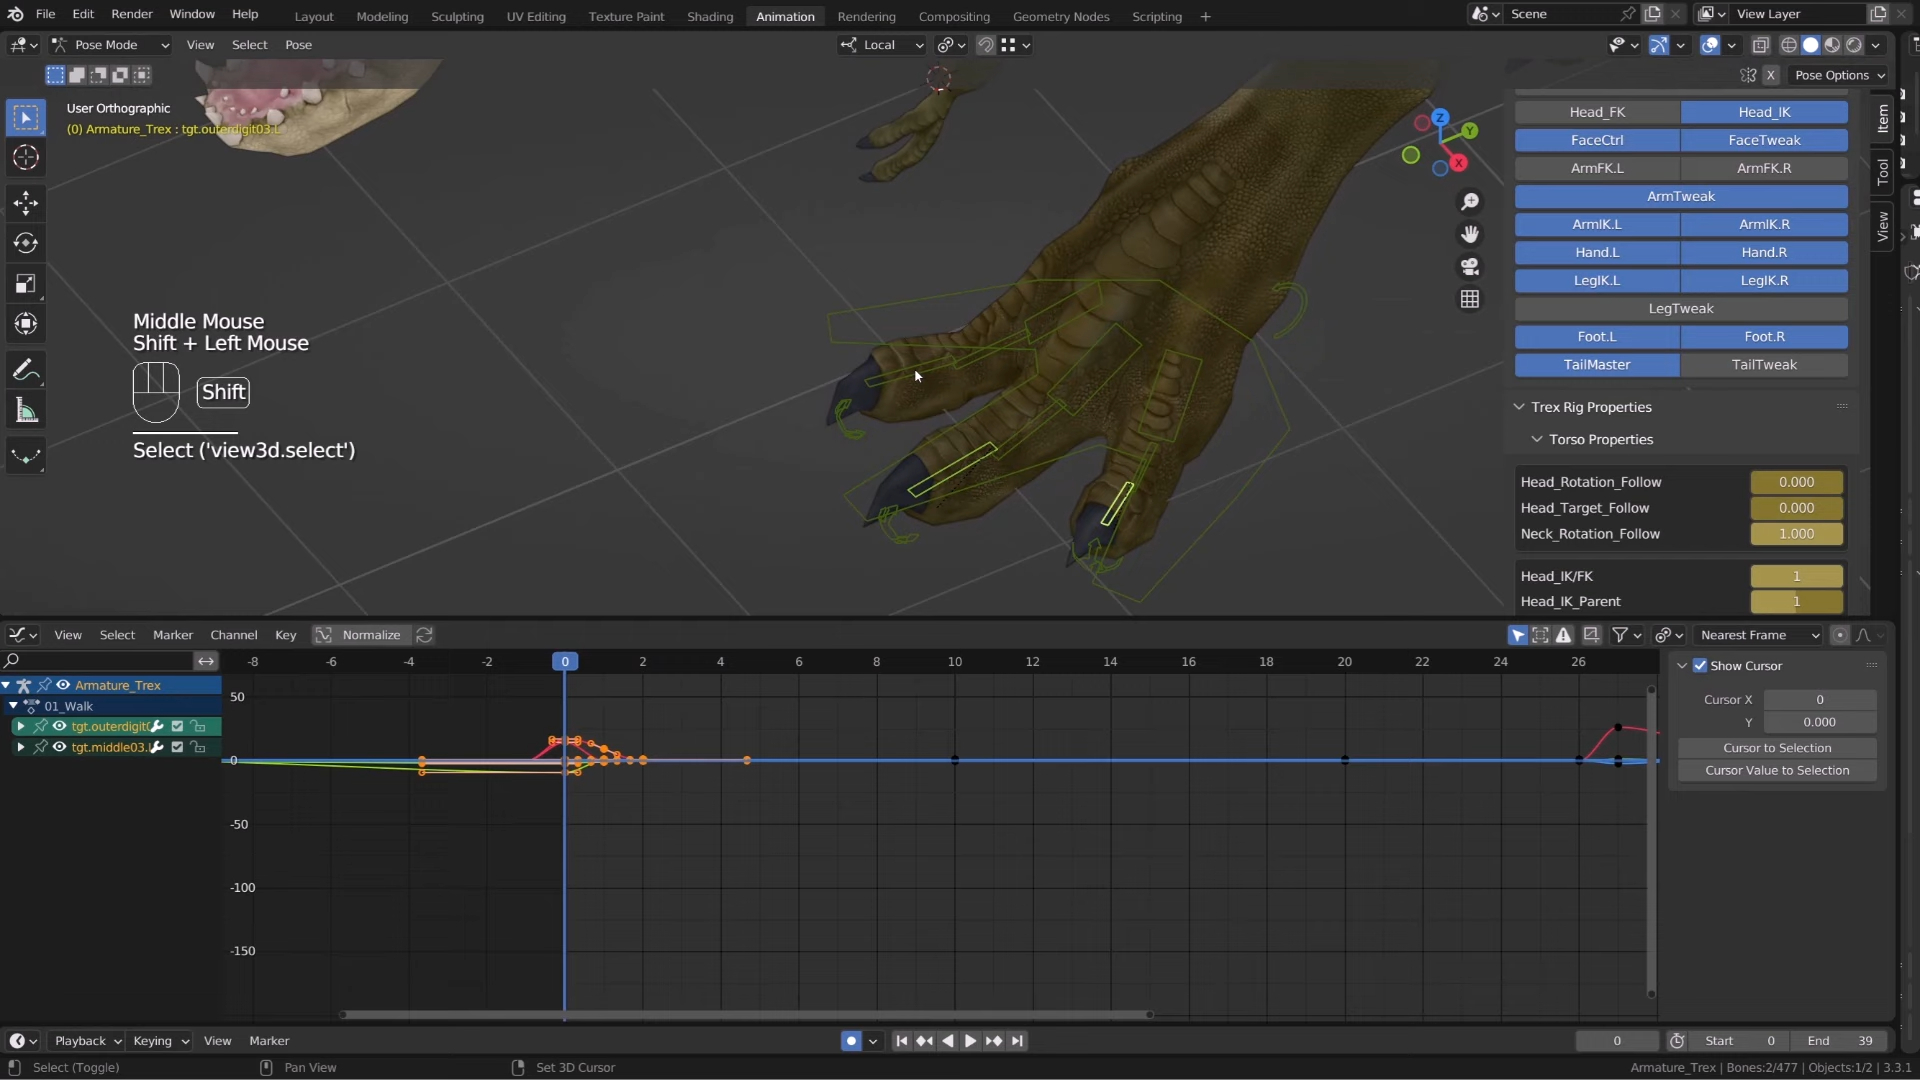 File Edit Render Window Help Layout Modeling Sculpting UV Editing Texture Paint Shading Animation Rendering Compositing Geometry Nodes Scripting + Scene View Layer
Pose Mode View Select Pose Local
X Pose Options
User Orthographic
(0) Armature_Trex : tgt.outerdigit03.L
Z
Y
X
Item
Tool
View
Head_FK Head_IK
FaceCtrl FaceTweak
ArmFK.L ArmFK.R
ArmTweak
ArmIK.L ArmIK.R
Hand.L Hand.R
LegIK.L LegIK.R
LegTweak
Foot.L Foot.R
TailMaster TailTweak
Trex Rig Properties
Torso Properties
Head_Rotation_Follow 0.000
Head_Target_Follow 0.000
Neck_Rotation_Follow 1.000
Head_IK/FK 1
Head_IK_Parent 1
Middle Mouse
Shift + Left Mouse
Shift
Select ('view3d.select')
View Select Marker Channel Key Normalize Nearest Frame
-8 -6 -4 -2 0 2 4 6 8 10 12 14 16 18 20 22 24 26
Armature_Trex
01_Walk
tgt.outerdigit
tgt.middle03.
50
0
-50
-100
-150
Show Cursor
Cursor X 0
Y 0.000
Cursor to Selection
Cursor Value to Selection
Playback Keying View Marker 0 Start 0 End 39
Select (Toggle) Pan View Set 3D Cursor Armature_Trex | Bones:2/477 | Objects:1/2 | 3.3.1